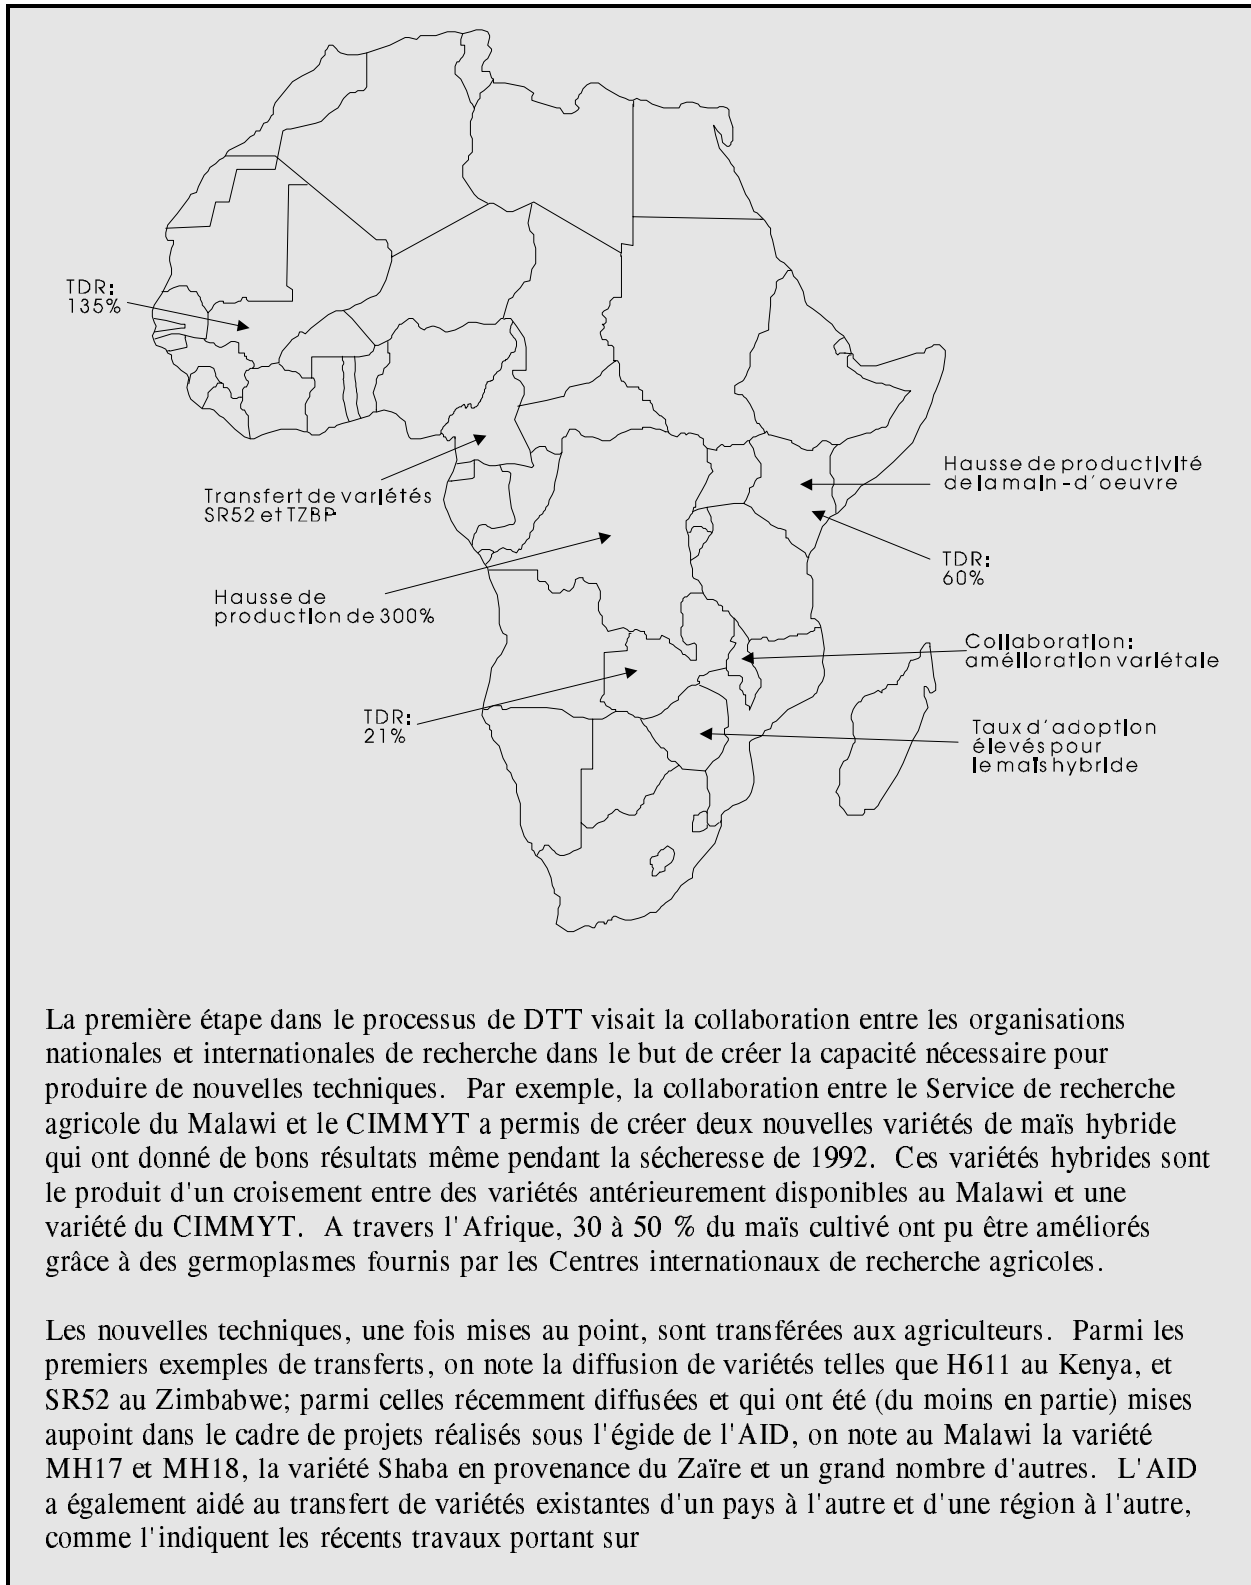 TDR:
135%
Transfert de variétés
SR52 et TZBP
Hausse de
production de 300%
TDR:
21%
Hausse de productivité
de la main-d'oeuvre
TDR:
60%
Collaboration:
amélloration variétale
Taux d'adoption
élevés pour
le maïs hybride
La première étape dans le processus de DTT visait la collaboration entre les organisations
nationales et internationales de recherche dans le but de créer la capacité nécessaire pour
produire de nouvelles techniques. Par exemple, la collaboration entre le Service de recherche
agricole du Malawi et le CIMMYT a permis de créer deux nouvelles variétés de maïs hybride
qui ont donné de bons résultats même pendant la sécheresse de 1992. Ces variétés hybrides sont
le produit d'un croisement entre des variétés antérieurement disponibles au Malawi et une
variété du CIMMYT. A travers l'Afrique, 30 à 50 % du maïs cultivé ont pu être améliorés
grâce à des germoplasmes fournis par les Centres internationaux de recherche agricoles.
Les nouvelles techniques, une fois mises au point, sont transférées aux agriculteurs. Parmi les
premiers exemples de transferts, on note la diffusion de variétés telles que H611 au Kenya, et
SR52 au Zimbabwe; parmi celles récemment diffusées et qui ont été (du moins en partie) mises
aupoint dans le cadre de projets réalisés sous l'égide de l'AID, on note au Malawi la variété
MH17 et MH18, la variété Shaba en provenance du Zaïre et un grand nombre d'autres. L'AID
a également aidé au transfert de variétés existantes d'un pays à l'autre et d'une région à l'autre,
comme l'indiquent les récents travaux portant sur